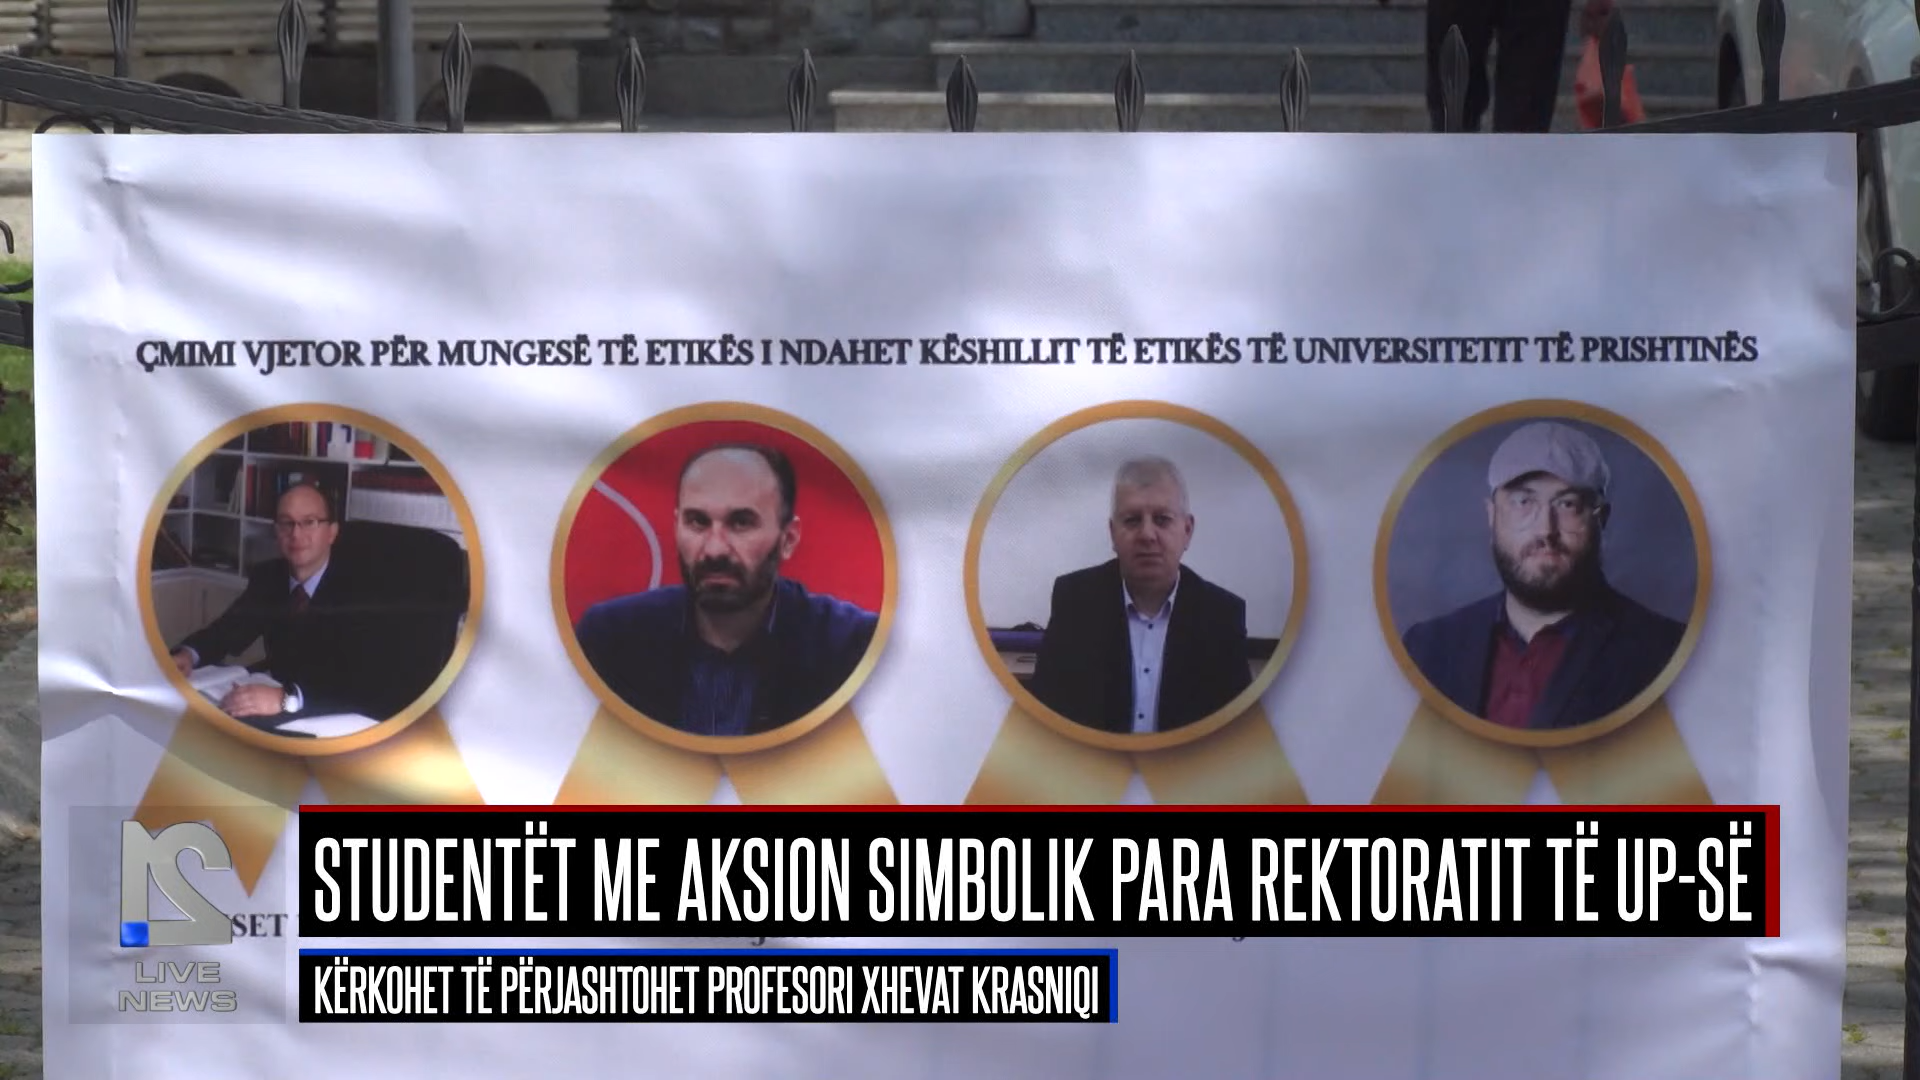 ÇMIMI VJETOR PËR MUNGESË TË ETIKËS I NDAHET KËSHILLIT TË ETIKËS TË UNIVERSITETIT TË PRISHTINËS
STUDENTËT ME AKSION SIMBOLIK PARA REKTORATIT TË UP-SË
KËRKOHET TË PËRJASHTOHET PROFESORI XHEVAT KRASNIQI
LIVE
NEWS